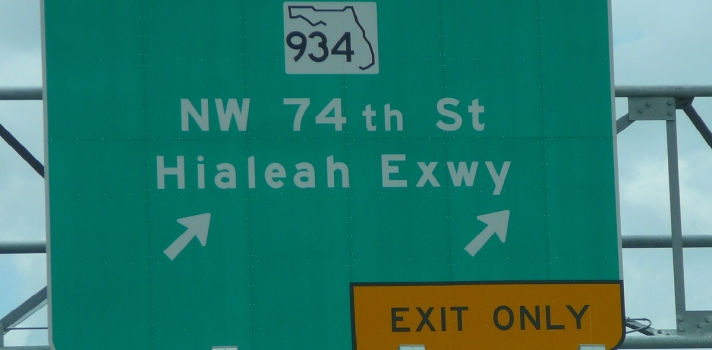 934
NW 74th St
Hialeah Exwy
EXIT ONLY